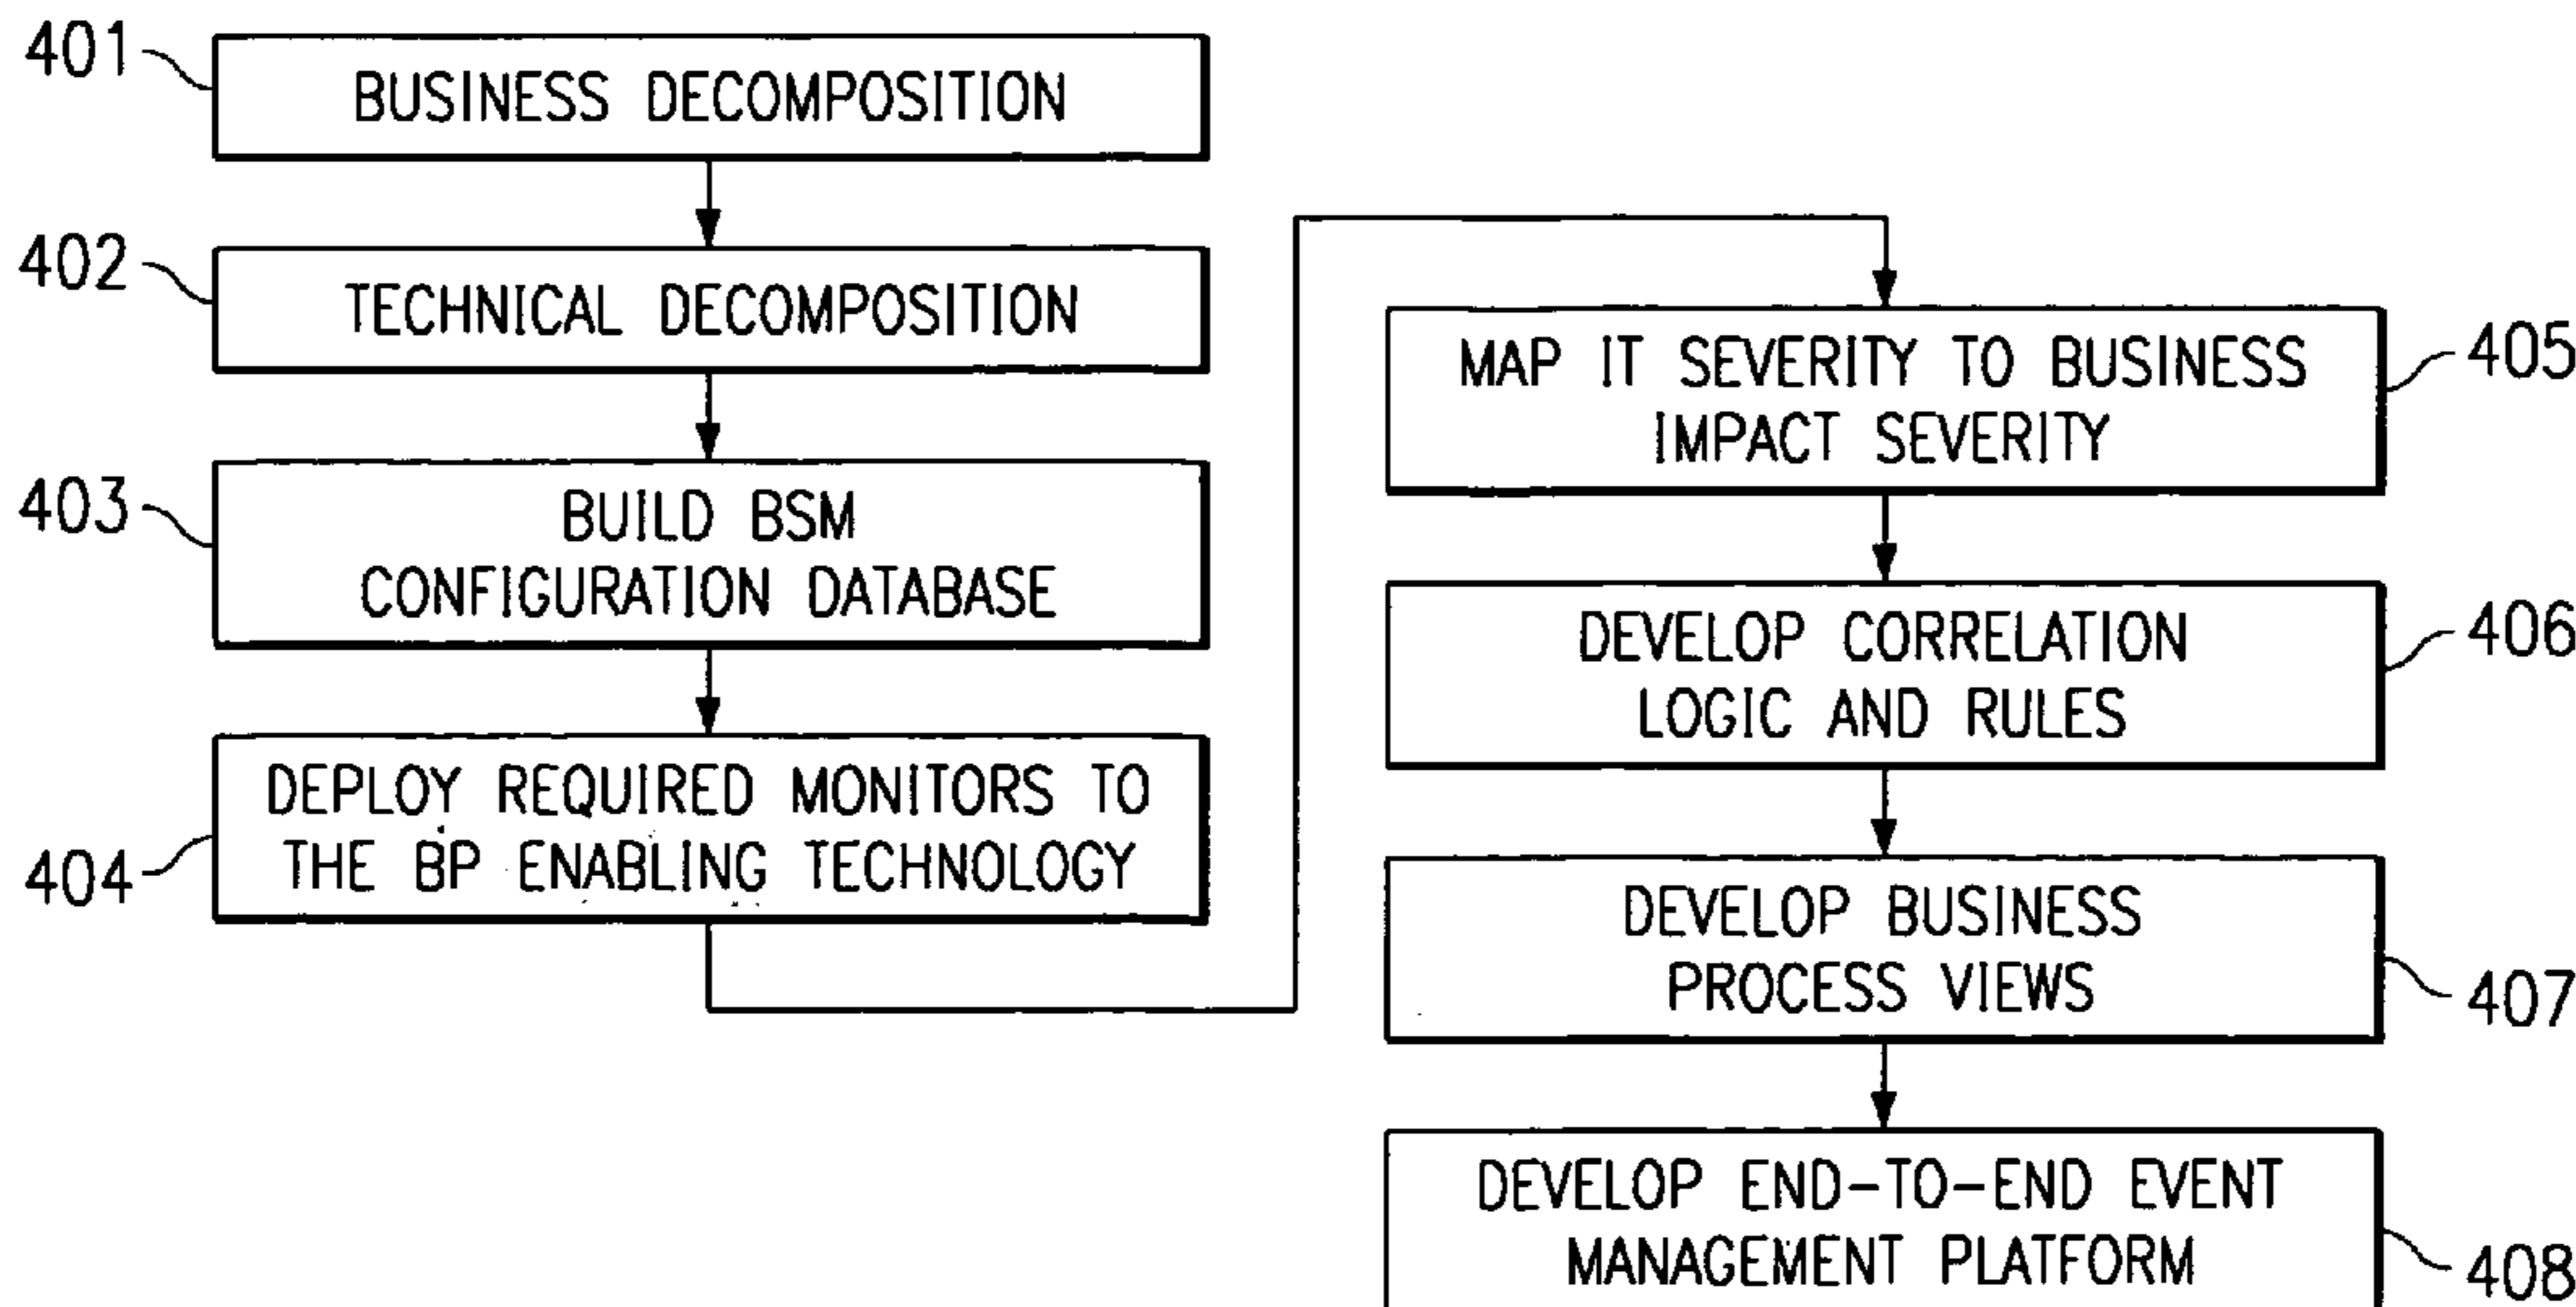 401
BUSINESS DECOMPOSITION
402
TECHNICAL DECOMPOSITION
403
BUILD BSM
CONFIGURATION DATABASE
404
DEPLOY REQUIRED MONITORS TO
THE BP ENABLING TECHNOLOGY
MAP IT SEVERITY TO BUSINESS
IMPACT SEVERITY
405
DEVELOP CORRELATION
LOGIC AND RULES
406
DEVELOP BUSINESS
PROCESS VIEWS
407
DEVELOP END-TO-END EVENT
MANAGEMENT PLATFORM
408